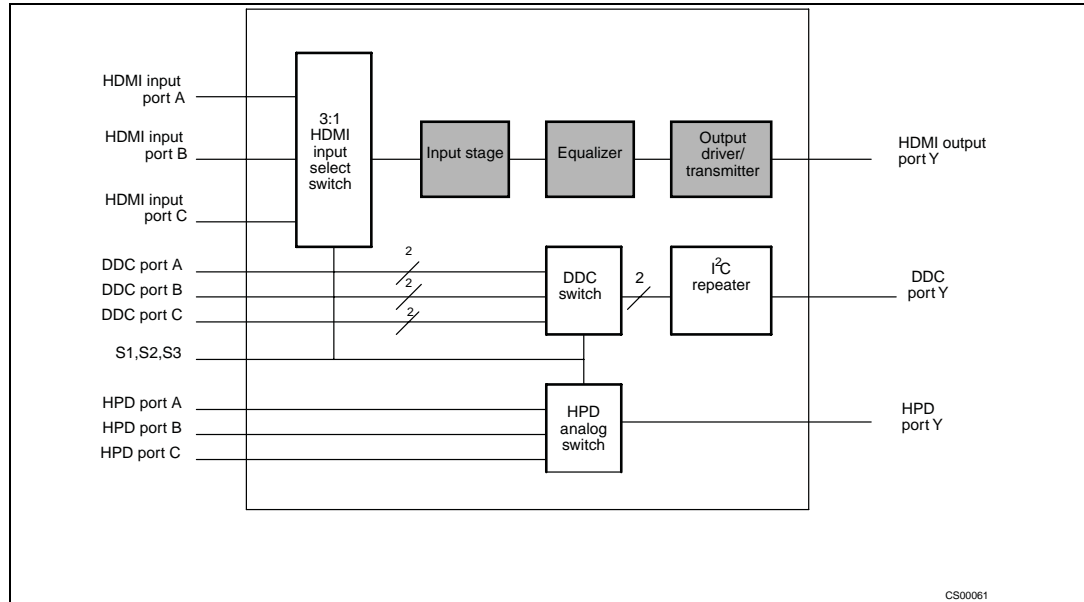 HDMI input
port A
HDMI input
port B
HDMI input
port C
3:1
HDMI
input
select
switch
Input stage
Equalizer
Output
driver/
transmitter
HDMI output
port Y
DDC port A
DDC port B
DDC port C
2
2
2
DDC
switch
2
I²C
repeater
DDC
port Y
S1,S2,S3
HPD port A
HPD port B
HPD port C
HPD
analog
switch
HPD
port Y
CS00061